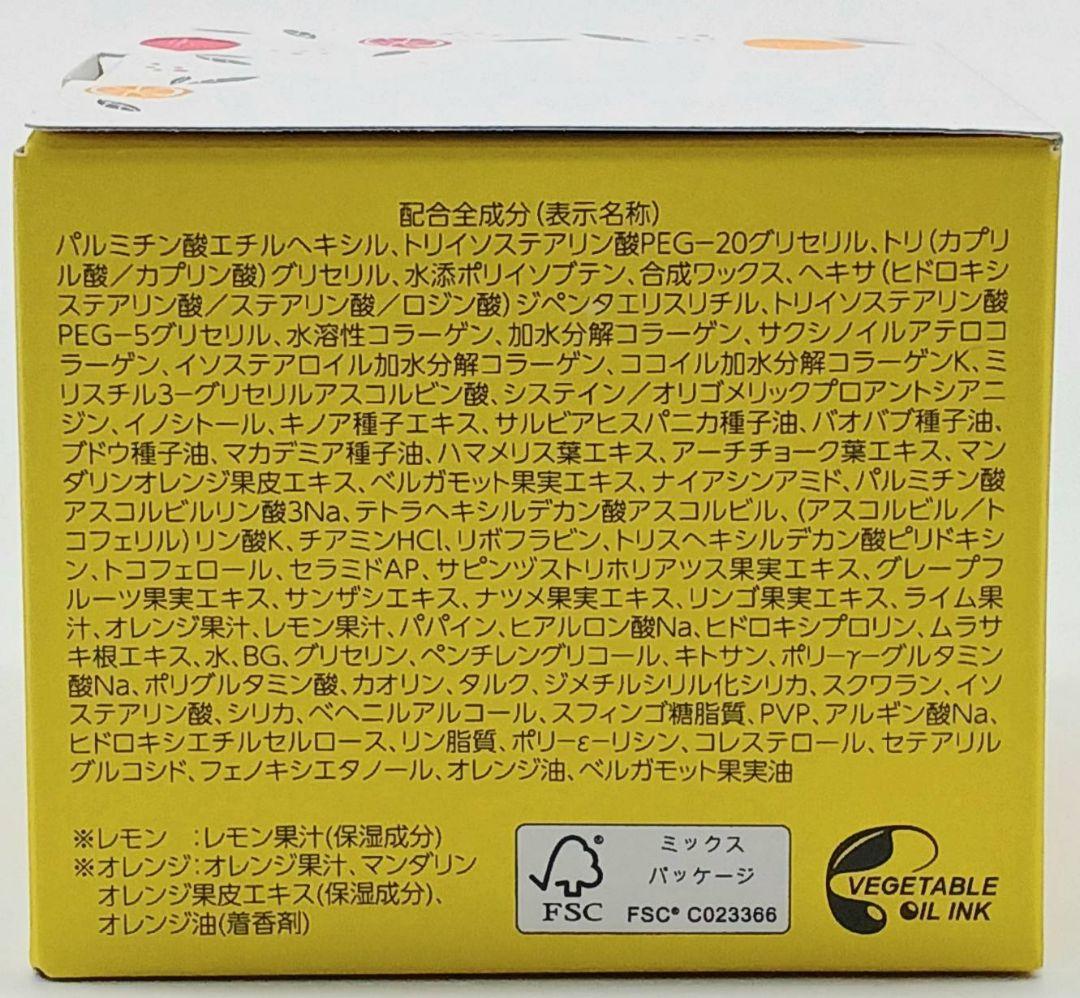 配合全成分(表示名称)
パルミチン酸エチルヘキシル、トリイソステアリン酸PEG−20グリセリル、トリ(カプリ
ル酸／カプリン酸)グリセリル、水添ポリイソブテン、合成ワックス、ヘキサ(ヒドロキシ
ステアリン酸／ステアリン酸／ロジン酸)ジペンタエリスリチル、トリイソステアリン酸
PEG−5グリセリル、水溶性コラーゲン、加水分解コラーゲン、サクシノイルアテロコ
ラーゲン、イソステアロイル加水分解コラーゲン、ココイル加水分解コラーゲンK、ミ
リスチル3−グリセリルアスコルビン酸、システイン／オリゴメリックプロアントシアニ
ジン、イノシトール、キノア種子エキス、サルビアヒスパニカ種子油、バオバブ種子油、
ブドウ種子油、マカデミア種子油、ハマメリス葉エキス、アーチチョーク葉エキス、マン
ダリンオレンジ果皮エキス、ベルガモット果実エキス、ナイアシンアミド、パルミチン酸
アスコルビルリン酸3Na、テトラヘキシルデカン酸アスコルビル、(アスコルビル／ト
コフェリル)リン酸K、チアミンHCl、リボフラビン、トリスヘキシルデカン酸ピリドキシ
ン、トコフェロール、セラミドAP、サピンヅストリホリアツス果実エキス、グレープフ
ルーツ果実エキス、サンザシエキス、ナツメ果実エキス、リンゴ果実エキス、ライム果
汁、オレンジ果汁、レモン果汁、パパイン、ヒアルロン酸Na、ヒドロキシプロリン、ムラサ
キ根エキス、水、BG、グリセリン、ペンチレングリコール、キトサン、ポリ−γ−グルタミン
酸Na、ポリグルタミン酸、カオリン、タルク、ジメチルシリル化シリカ、スクワラン、イソ
ステアリン酸、シリカ、ベヘニルアルコール、スフィンゴ糖脂質、PVP、アルギン酸Na、
ヒドロキシエチルセルロース、リン脂質、ポリ−ε−リシン、コレステロール、セテアリル
グルコシド、フェノキシエタノール、オレンジ油、ベルガモット果実油
※レモン　:レモン果汁(保湿成分)
※オレンジ:オレンジ果汁、マンダリン
オレンジ果皮エキス(保湿成分)、
オレンジ油(着香剤)
FSC
ミックス
パッケージ
FSC® C023366
VEGETABLE
OIL INK